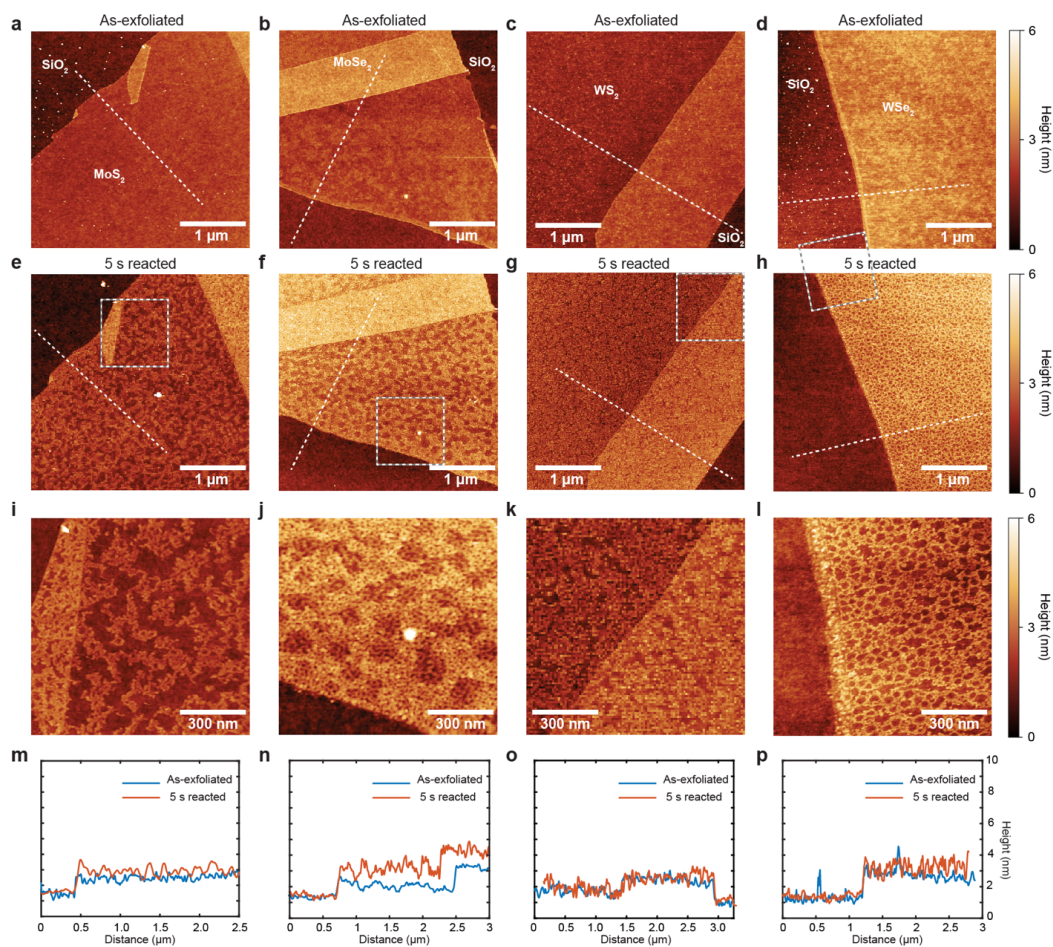 a As-exfoliated b As-exfoliated c As-exfoliated d As-exfoliated
SiO₂ MoS₂ 1 µm
MoSe₂ SiO₂ 1 µm
WS₂ SiO₂ 1 µm
SiO₂ WSe₂ 1 µm
6 3 0 Height (nm)
e 5 s reacted f 5 s reacted g 5 s reacted h 5 s reacted
1 µm 1 µm 1 µm 1 µm
6 3 0 Height (nm)
i j k l
300 nm 300 nm 300 nm 300 nm
6 3 0 Height (nm)
m n o p
As-exfoliated As-exfoliated As-exfoliated As-exfoliated
5 s reacted 5 s reacted 5 s reacted 5 s reacted
10 8 6 4 2 0 Height (nm)
0 0.5 1.0 1.5 2.0 2.5
Distance (µm)
0 0.5 1 1.5 2 2.5 3
Distance (µm)
0 0.5 1.0 1.5 2.0 2.5 3.0
Distance (µm)
0 0.5 1 1.5 2 2.5 3
Distance (µm)